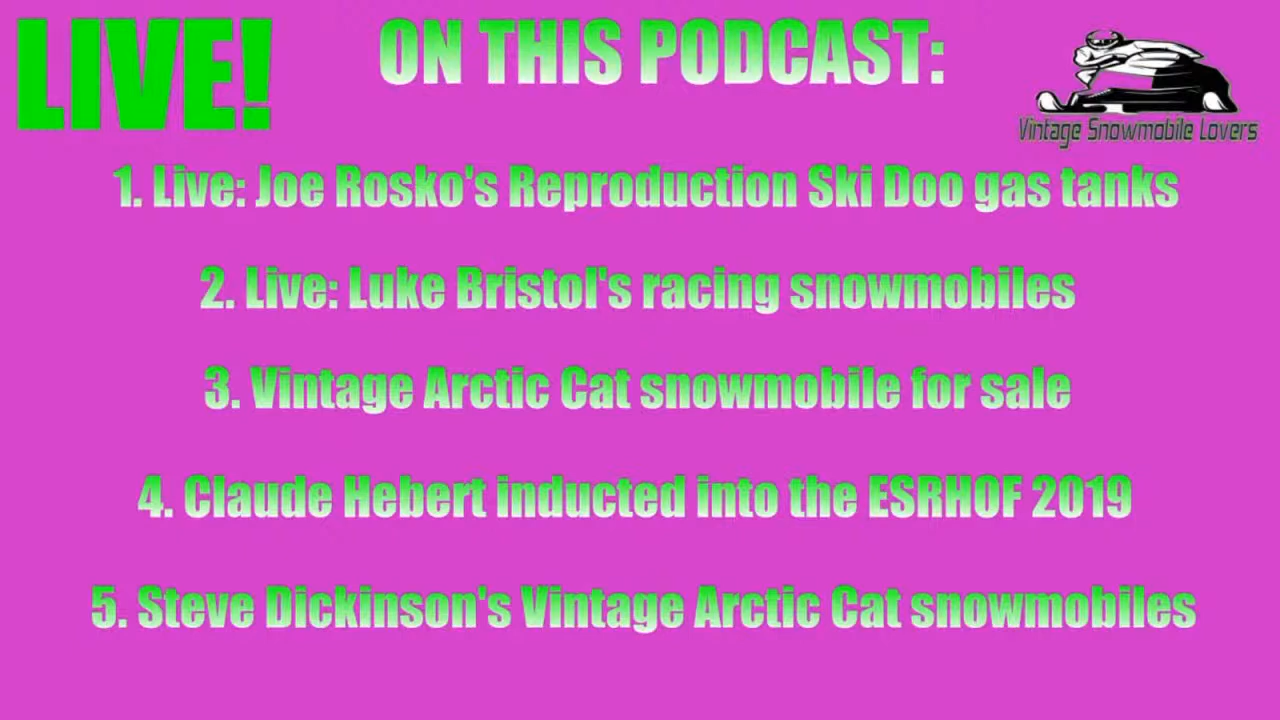 LIVE!
ON THIS PODCAST:
Vintage Snowmobile Lovers
1. Live: Joe Rosko's Reproduction Ski Doo gas tanks
2. Live: Luke Bristol's racing snowmobiles
3. Vintage Arctic Cat snowmobile for sale
4. Claude Hebert inducted into the ESRHOF 2019
5. Steve Dickinson's Vintage Arctic Cat snowmobiles